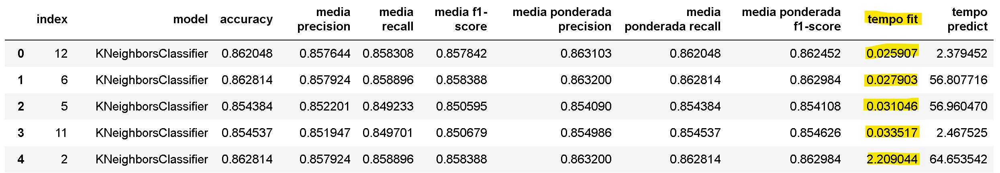 index model accuracy media precision media recall media f1-score media ponderada precision media ponderada recall media ponderada f1-score tempo fit tempo predict
0 12 KNeighborsClassifier 0.862048 0.857644 0.858308 0.857842 0.863103 0.862048 0.862452 0.025907 2.379452
1 6 KNeighborsClassifier 0.862814 0.857924 0.858896 0.858388 0.863200 0.862814 0.862984 0.027903 56.807716
2 5 KNeighborsClassifier 0.854384 0.852201 0.849233 0.850595 0.854090 0.854384 0.854108 0.031046 56.960470
3 11 KNeighborsClassifier 0.854537 0.851947 0.849701 0.850679 0.854986 0.854537 0.854626 0.033517 2.467525
4 2 KNeighborsClassifier 0.862814 0.857924 0.858896 0.858388 0.863200 0.862814 0.862984 2.209044 64.653542